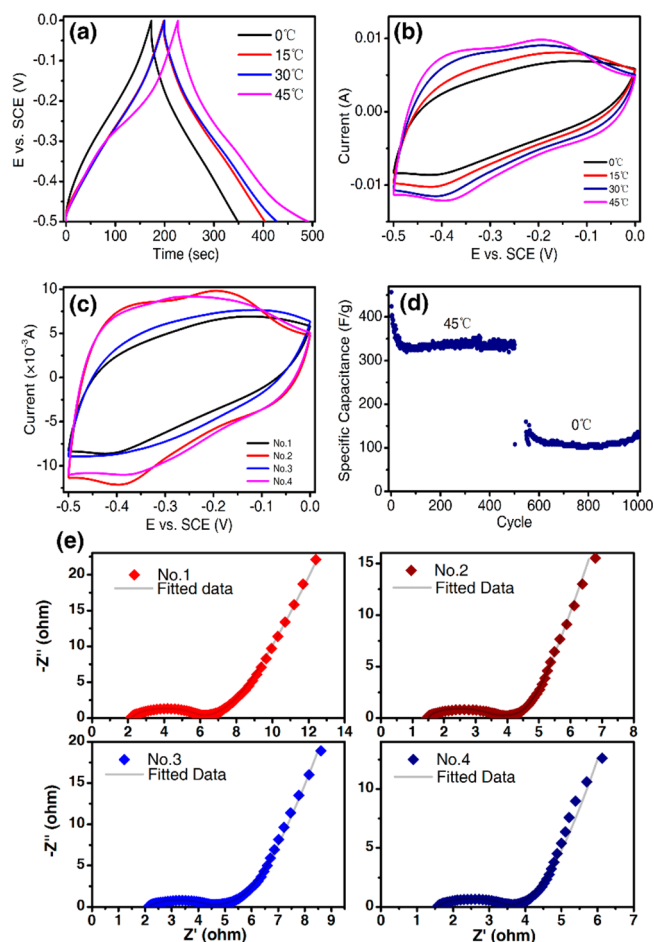 (a)
0℃
15℃
30℃
45℃
E vs. SCE (V)
0.0
-0.1
-0.2
-0.3
-0.4
-0.5
0 100 200 300 400 500
Time (sec)
(b)
0℃
15℃
30℃
45℃
Current (A)
0.01
0.00
-0.01
-0.5 -0.4 -0.3 -0.2 -0.1 0.0
E vs. SCE (V)
(c)
No.1
No.2
No.3
No.4
Current (×10⁻³A)
10
5
0
-5
-10
-0.5 -0.4 -0.3 -0.2 -0.1 0.0
E vs. SCE (V)
(d)
45℃
0℃
Specific Capacitance (F/g)
500
400
300
200
100
0
0 200 400 600 800 1000
Cycle
(e)
No.1
Fitted data
-Z'' (ohm)
25
20
15
10
5
0
0 2 4 6 8 10 12 14
No.2
Fitted Data
15
10
5
0
0 1 2 3 4 5 6 7 8
No.3
Fitted Data
-Z'' (ohm)
20
15
10
5
0
0 1 2 3 4 5 6 7 8 9
Z' (ohm)
No.4
Fitted Data
10
5
0
0 1 2 3 4 5 6 7
Z' (ohm)